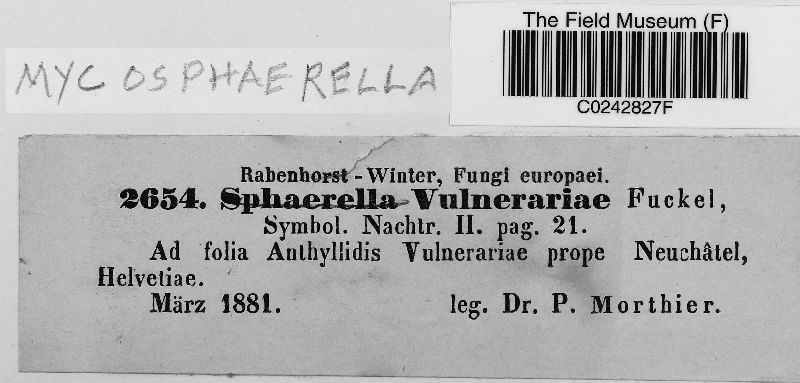 The Field Museum (F)
C0242827F
MYCOSPHAERELLA
Rabenhorst - Winter, Fungi europaei.
2654. Sphaerella Vulnerariae Fuckel,
Symbol. Nachtr. II. pag. 21.
Ad folia Anthyllidis Vulnerariae prope Neuchâtel,
Helvetiae.
März 1881. leg. Dr. P. Morthier.